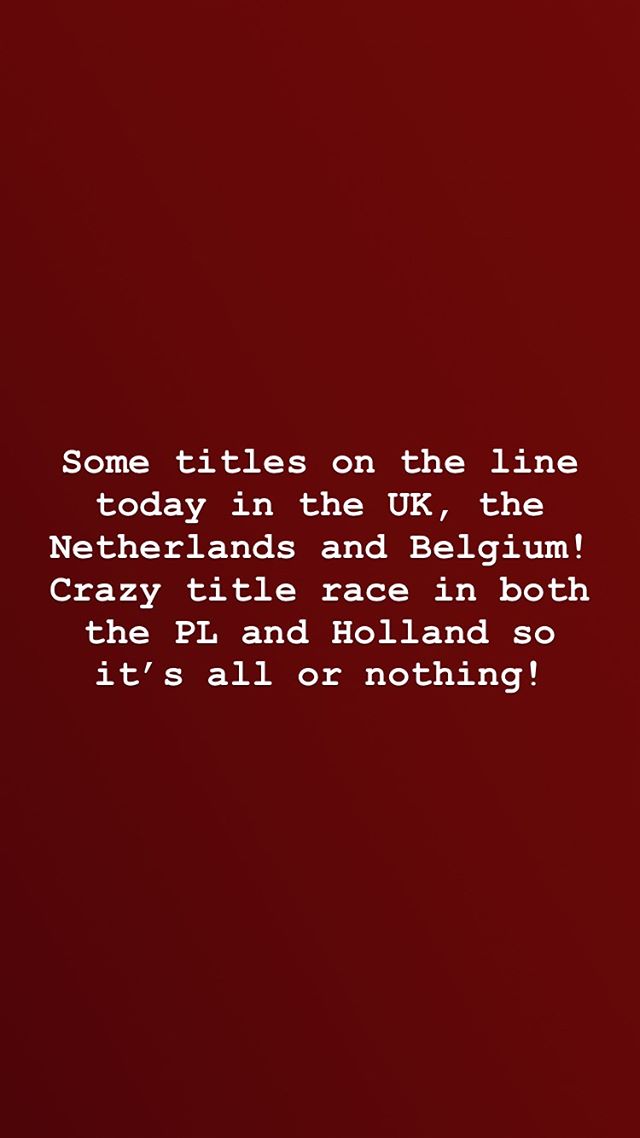 Some titles on the line
today in the UK, the
Netherlands and Belgium!
Crazy title race in both
the PL and Holland so
it’s all or nothing!